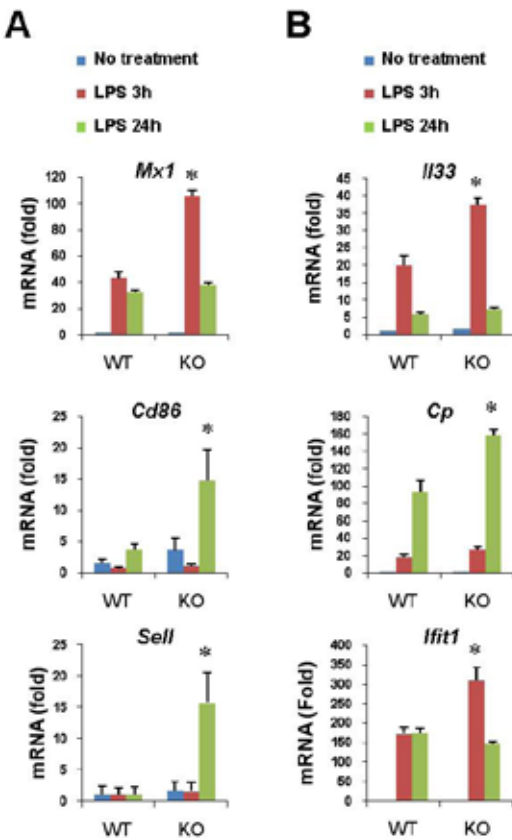 A
B
No treatment
LPS 3h
LPS 24h
No treatment
LPS 3h
LPS 24h
Mx1
mRNA (fold)
120
100
80
60
40
20
0
*
WT
KO
Il33
mRNA (fold)
45
40
35
30
25
20
15
10
5
0
*
WT
KO
Cd86
mRNA (fold)
25
20
15
10
5
0
*
WT
KO
Cp
mRNA (fold)
180
160
140
120
100
80
60
40
20
0
*
WT
KO
Sell
mRNA (fold)
25
20
15
10
5
0
*
WT
KO
Ifit1
mRNA (Fold)
400
350
300
250
200
150
100
50
0
*
WT
KO